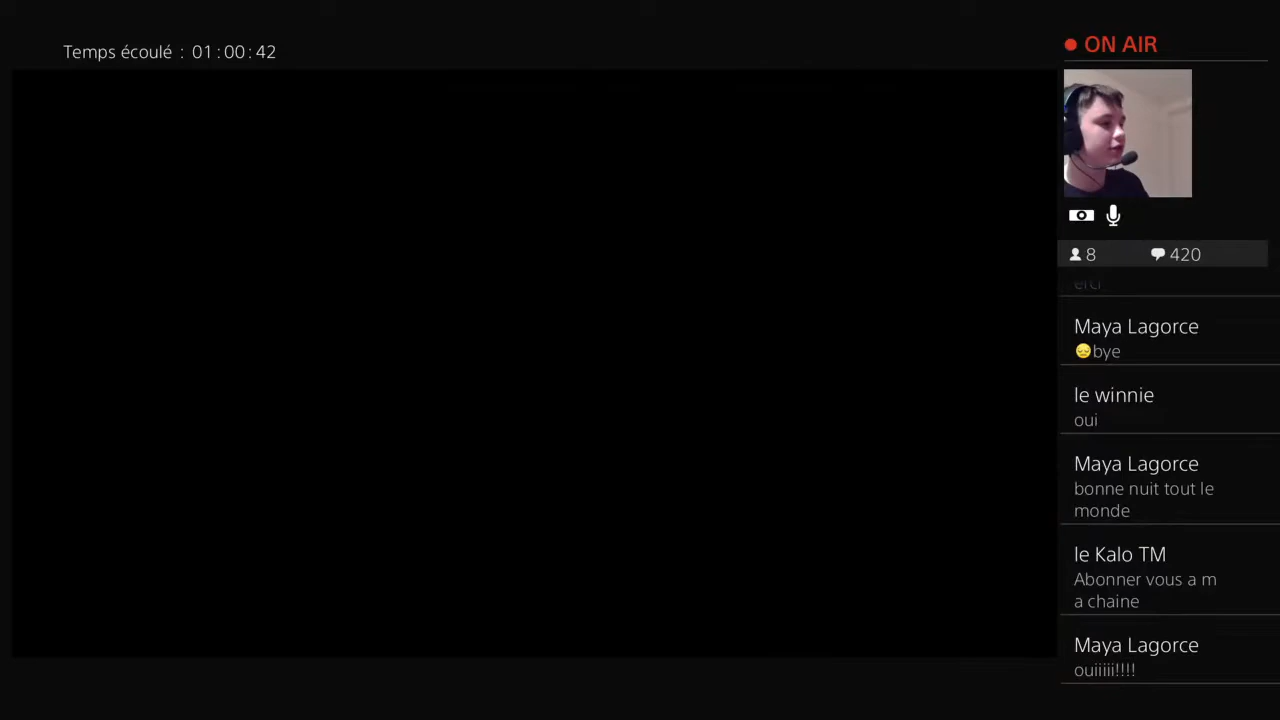 Temps écoulé : 01:00:42
ON AIR
8 420
erci
Maya Lagorce
😔bye
le winnie
oui
Maya Lagorce
bonne nuit tout le
monde
le Kalo TM
Abonner vous a m
a chaine
Maya Lagorce
ouiiiii!!!!